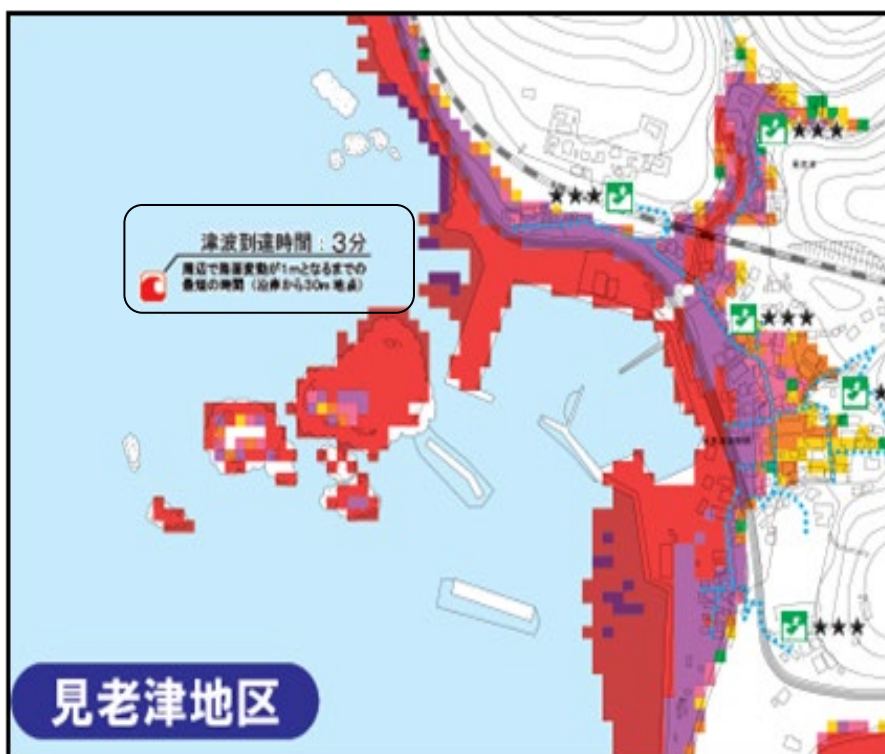 ★★★
★★★
津波到達時間：3分
周辺で海面変動が1mとなるまでの
最短の時間（沿岸から30m地点）
★★★
★
★★★
見老津地区